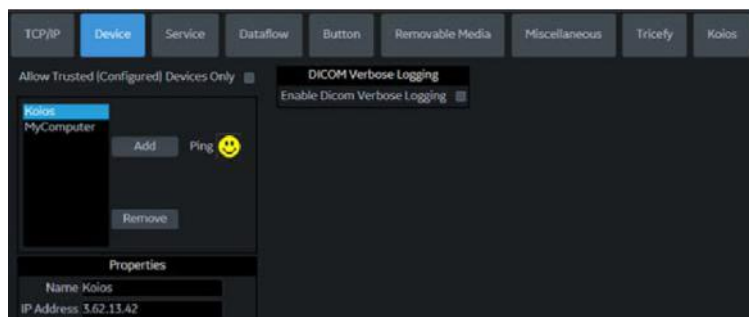 TCP/IP Device Service Dataflow Button Removable Media Miscellaneous Tricefy Koios
Allow Trusted (Configured) Devices Only
DICOM Verbose Logging
Enable Dicom Verbose Logging
Koios
MyComputer
Add Ping
Remove
Properties
Name Koios
IP Address 3.62.13.42